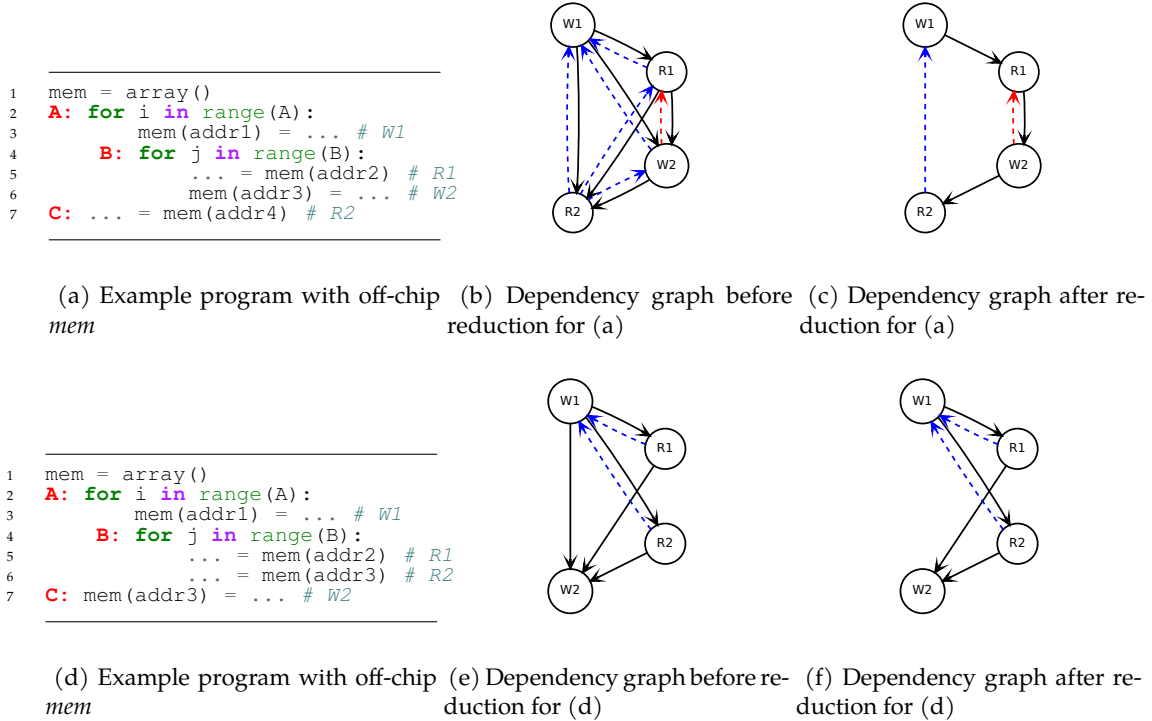 1 mem = array()
2 A: for i in range(A):
3 mem(addr1) = ... # W1
4 B: for j in range(B):
5 ... = mem(addr2) # R1
6 mem(addr3) = ... # W2
7 C: ... = mem(addr4) # R2
W1
R1
W2
R2
W1
R1
W2
R2
(a) Example program with off-chip
mem
(b) Dependency graph before
reduction for (a)
(c) Dependency graph after re-
duction for (a)
1 mem = array()
2 A: for i in range(A):
3 mem(addr1) = ... # W1
4 B: for j in range(B):
5 ... = mem(addr2) # R1
6 ... = mem(addr3) # R2
7 C: mem(addr3) = ... # W2
W1
R1
R2
W2
W1
R1
R2
W2
(d) Example program with off-chip
mem
(e) Dependency graph before re-
duction for (d)
(f) Dependency graph after re-
duction for (d)